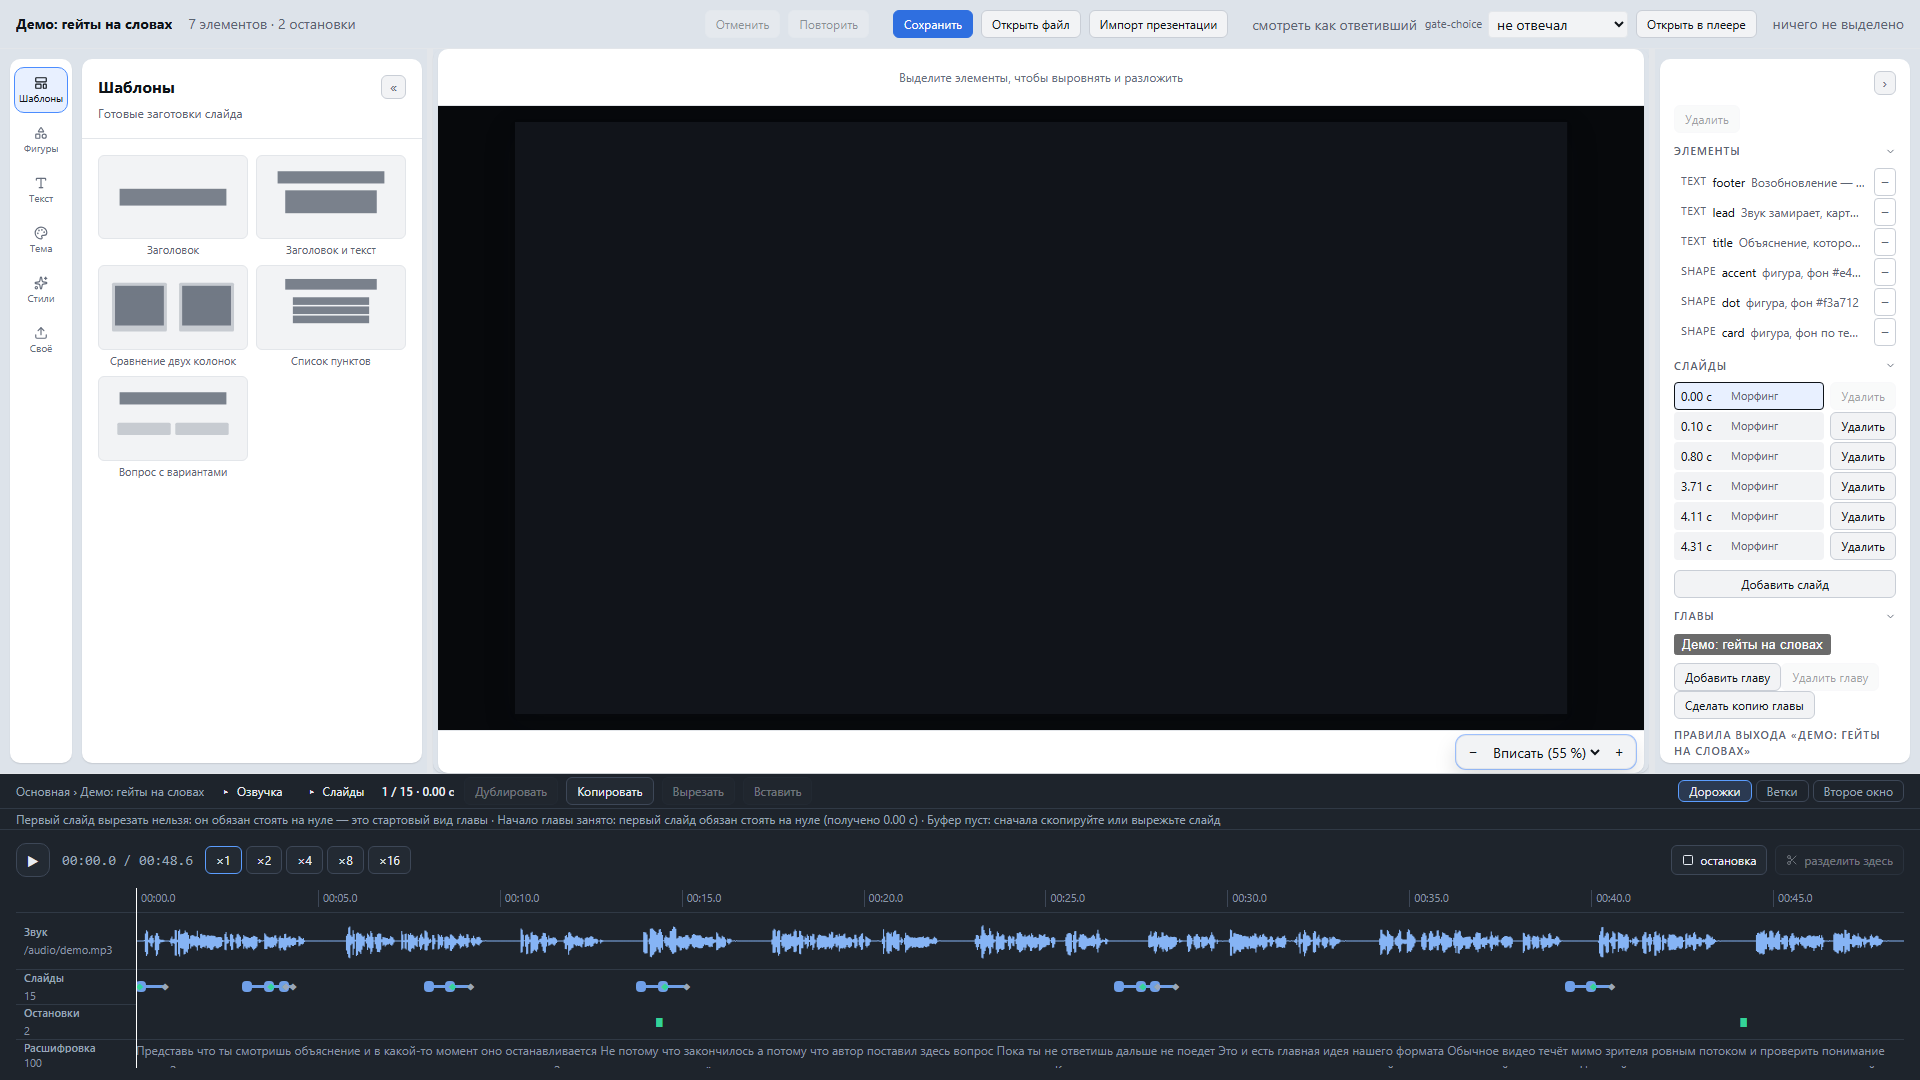 Демо: гейты на словах 7 элементов · 2 остановки Отменить Повторить Сохранить Открыть файл Импорт презентации смотреть как ответивший gate-choice не отвечал Открыть в плеере ничего не выделено
Шаблоны
Фигуры
Текст
Тема
Стили
Своё
Шаблоны «
Готовые заготовки слайда
Заголовок Заголовок и текст
Сравнение двух колонок Список пунктов
Вопрос с вариантами
Выделите элементы, чтобы выровнять и разложить
− Вписать (55 %) +
›
Удалить
ЭЛЕМЕНТЫ
TEXT footer Возобновление — ... −
TEXT lead Звук замирает, карт... −
TEXT title Объяснение, которо... −
SHAPE accent фигура, фон #e4... −
SHAPE dot фигура, фон #f3a712 −
SHAPE card фигура, фон по те... −
СЛАЙДЫ
0.00 с Морфинг Удалить
0.10 с Морфинг Удалить
0.80 с Морфинг Удалить
3.71 с Морфинг Удалить
4.11 с Морфинг Удалить
4.31 с Морфинг Удалить
Добавить слайд
ГЛАВЫ
Демо: гейты на словах
Добавить главу Удалить главу
Сделать копию главы
ПРАВИЛА ВЫХОДА «ДЕМО: ГЕЙТЫ
НА СЛОВАХ»
Основная › Демо: гейты на словах ▸ Озвучка ▸ Слайды 1 / 15 · 0.00 с Дублировать Копировать Вырезать Вставить Дорожки Ветки Второе окно
Первый слайд вырезать нельзя: он обязан стоять на нуле — это стартовый вид главы · Начало главы занято: первый слайд обязан стоять на нуле (получено 0.00 с) · Буфер пуст: сначала скопируйте или вырежьте слайд
00:00.0 / 00:48.6 ×1 ×2 ×4 ×8 ×16 остановка разделить здесь
00:00.0 00:05.0 00:10.0 00:15.0 00:20.0 00:25.0 00:30.0 00:35.0 00:40.0 00:45.0
Звук
/audio/demo.mp3
Слайды
15
Остановки
2
Расшифровка
100
Представь что ты смотришь объяснение и в какой-то момент оно останавливается Не потому что закончилось а потому что автор поставил здесь вопрос Пока ты не ответишь дальше не поедет Это и есть главная идея нашего формата Обычное видео течёт мимо зрителя ровным потоком и проверить понимание